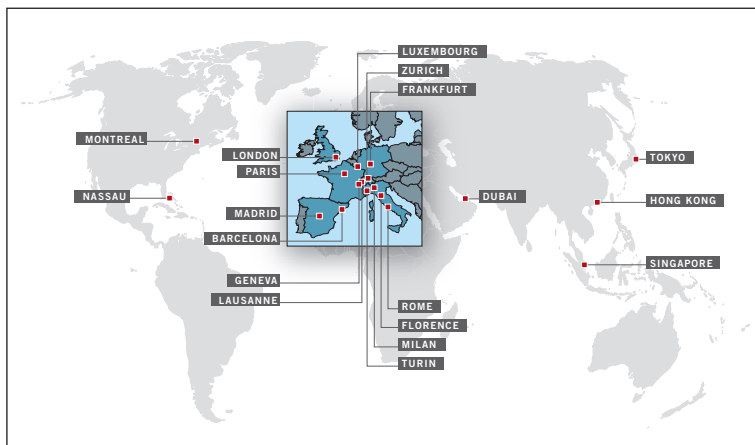 LUXEMBOURG
ZURICH
FRANKFURT
MONTREAL
LONDON
PARIS
TOKYO
NASSAU
DUBAI
HONG KONG
MADRID
BARCELONA
SINGAPORE
GENEVA
LAUSANNE
ROME
FLORENCE
MILAN
TURIN